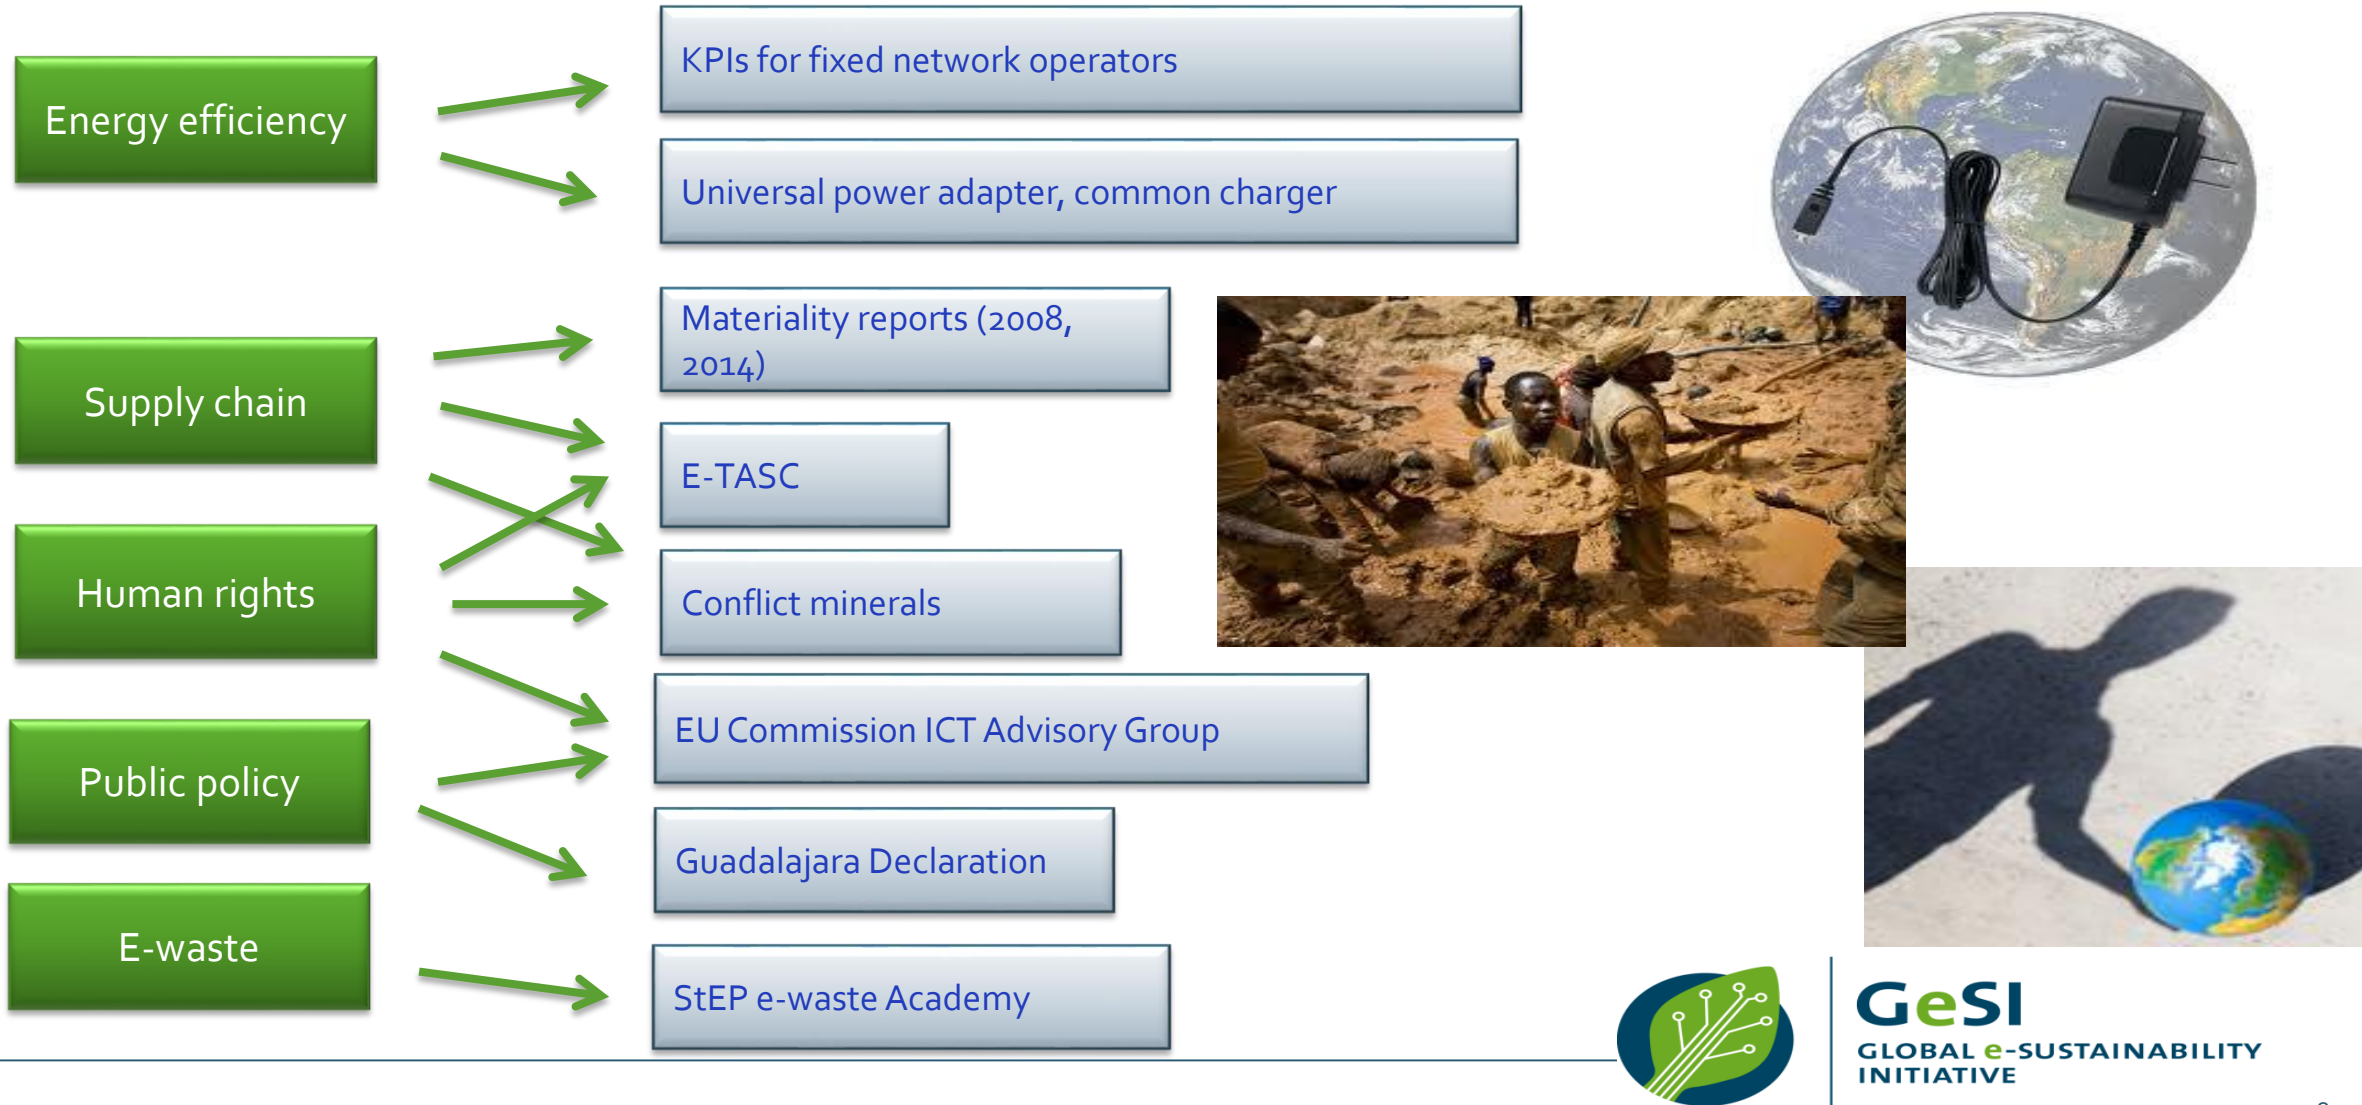 Energy efficiency
KPIs for fixed network operators
Universal power adapter, common charger
Supply chain
Materiality reports (2008,
2014)
E-TASC
Human rights
Conflict minerals
EU Commission ICT Advisory Group
Public policy
Guadalajara Declaration
E-waste
StEP e-waste Academy
GeSI
GLOBAL e-SUSTAINABILITY
INITIATIVE